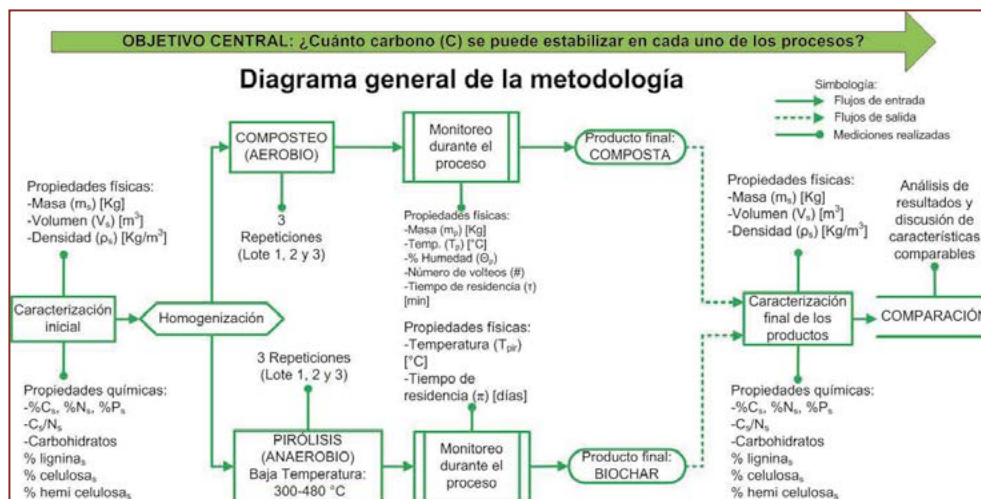 OBJETIVO CENTRAL: ¿Cuánto carbono (C) se puede estabilizar en cada uno de los procesos?
Diagrama general de la metodología
Simbología:
Flujos de entrada
Flujos de salida
Mediciones realizadas
Propiedades físicas:
-Masa (mₛ) [Kg]
-Volumen (Vₛ) [m³]
-Densidad (ρₛ) [Kg/m³]
Caracterización
inicial
Propiedades químicas:
-%Cₛ, %Nₛ, %Pₛ
-Cₛ/Nₛ
-Carbohidratos
% ligninaₛ
% celulosaₛ
% hemi celulosaₛ
Homogenización
COMPOSTEO
(AEROBIO)
3
Repeticiones
(Lote 1, 2 y 3)
Monitoreo
durante el
proceso
Propiedades físicas:
-Masa (mₚ) [Kg]
-Temp. (Tₚ) [°C]
-% Humedad (Θₚ)
-Número de volteos (#)
-Tiempo de residencia (τ)
[min]
Producto final:
COMPOSTA
3 Repeticiones
(Lote 1, 2 y 3)
PIRÓLISIS
(ANAEROBIO)
Baja Temperatura:
300-480 °C
Propiedades físicas:
-Temperatura (Tₚᵢᵣ)
[°C]
-Tiempo de
residencia (π) [días]
Monitoreo
durante el
proceso
Producto final:
BIOCHAR
Propiedades físicas:
-Masa (mₛ) [Kg]
-Volumen (Vₛ) [m³]
-Densidad (ρₛ) [Kg/m³]
Caracterización
final de los
productos
Propiedades químicas:
-%Cₛ, %Nₛ, %Pₛ
-Cₛ/Nₛ
-Carbohidratos
% ligninaₛ
% celulosaₛ
% hemi celulosaₛ
Análisis de
resultados y
discusión de
características
comparables
COMPARACIÓN